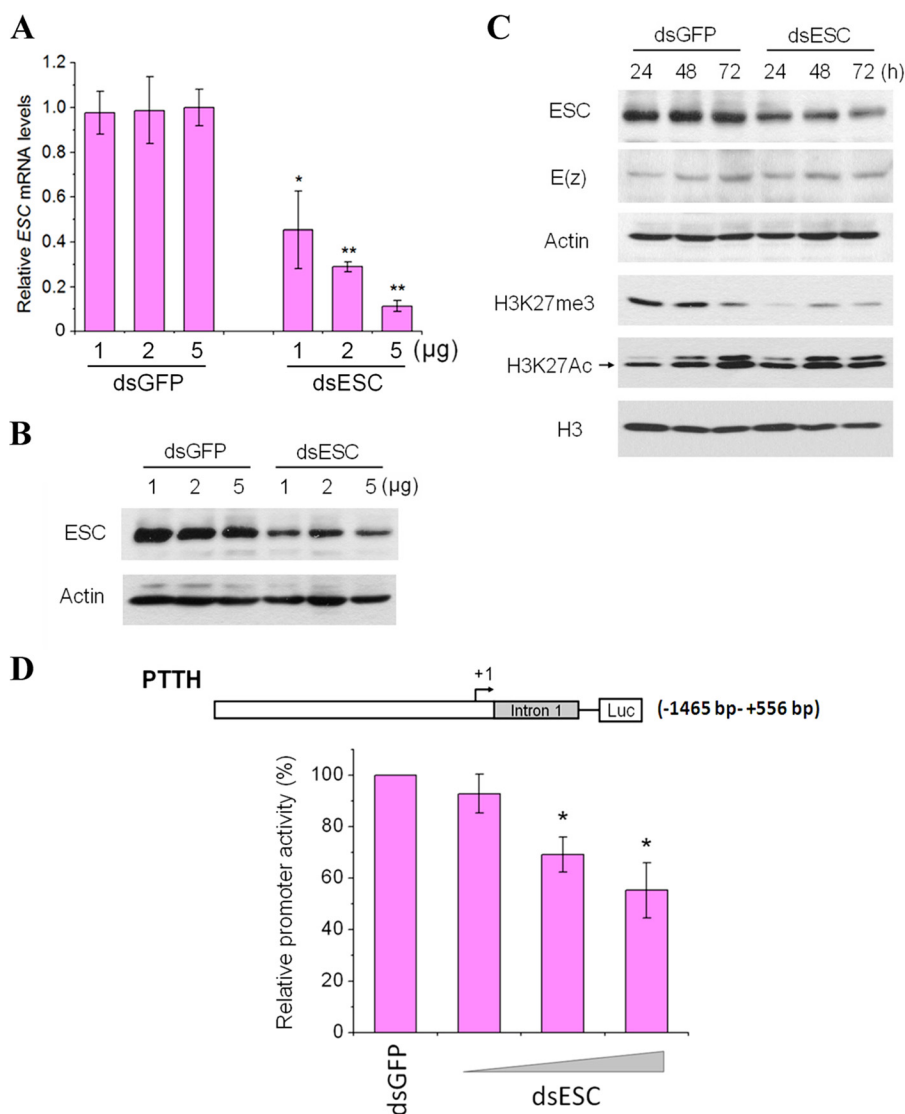 A
Relative ESC mRNA levels
1.2
1.0
0.8
0.6
0.4
0.2
0
*
**
**
1 2 5 1 2 5 (μg)
dsGFP dsESC
B
dsGFP dsESC
1 2 5 1 2 5 (μg)
ESC
Actin
C
dsGFP dsESC
24 48 72 24 48 72 (h)
ESC
E(z)
Actin
H3K27me3
H3K27Ac
H3
D
PTTH
+1
Intron 1
Luc
(-1465 bp- +556 bp)
Relative promoter activity (%)
100
80
60
40
20
0
*
*
dsGFP
dsESC